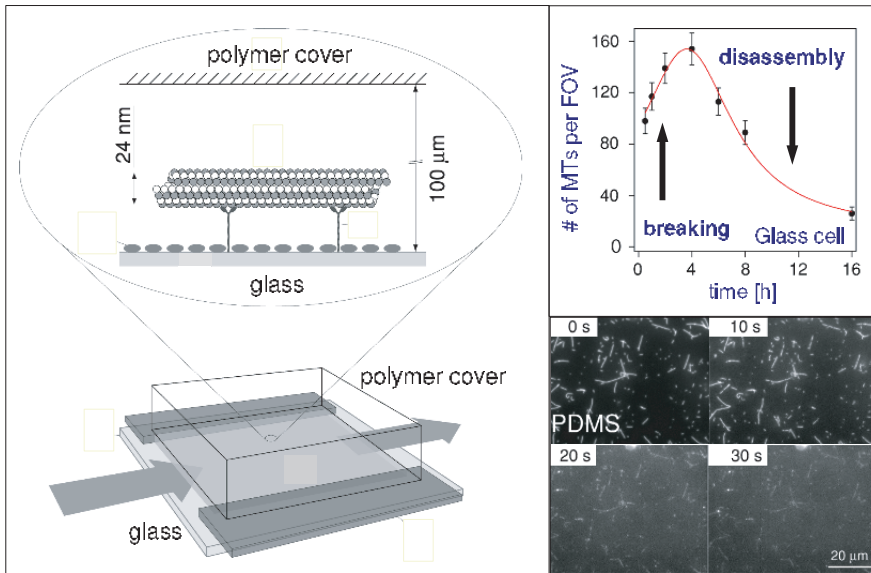 polymer cover
24 nm
100 µm
glass
polymer cover
glass
# of MTs per FOV
160
120
80
40
0
disassembly
breaking
Glass cell
0
4
8
12
16
time [h]
0 s
10 s
PDMS
20 s
30 s
20 µm